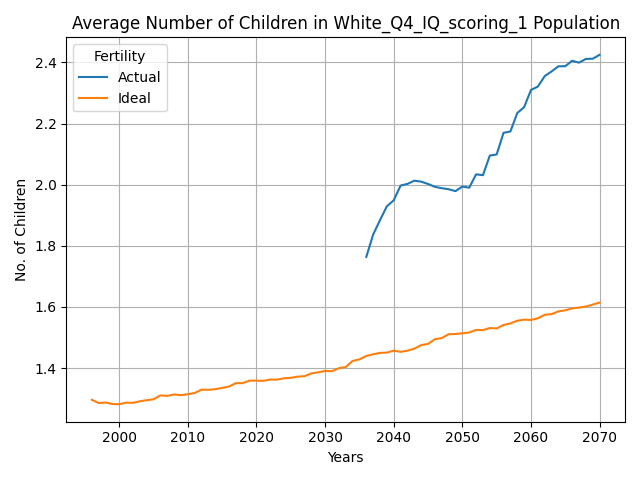 Average Number of Children in White_Q4_IQ_scoring_1 Population
Fertility
Actual
Ideal
No. of Children
2.4
2.2
2.0
1.8
1.6
1.4
2000 2010 2020 2030 2040 2050 2060 2070
Years